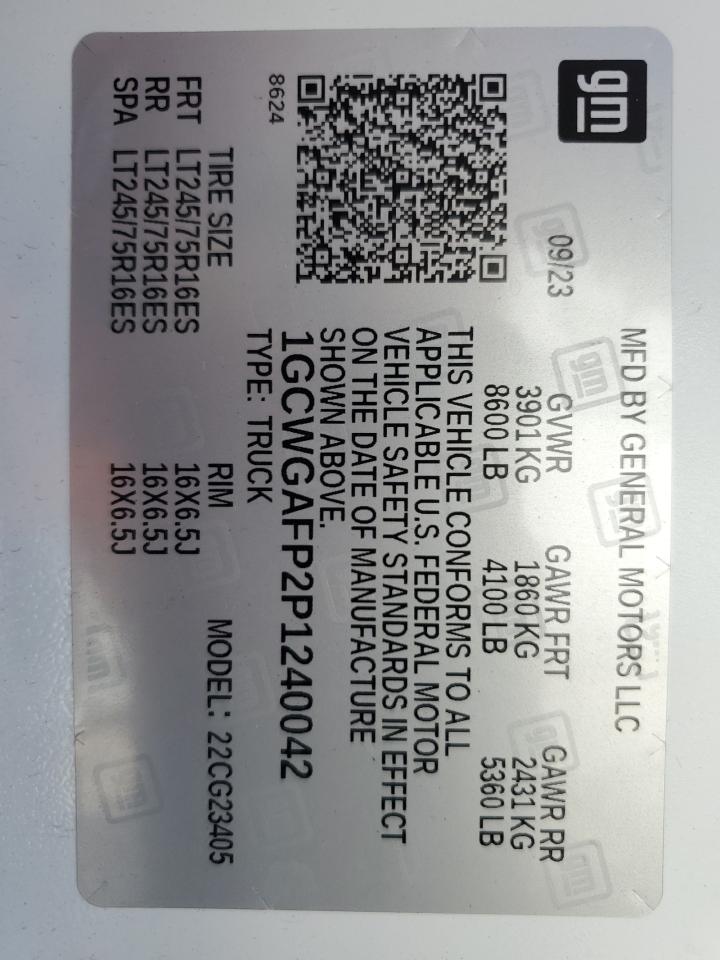 gm
MFD BY GENERAL MOTORS LLC
09/23 GVWR GAWR FRT GAWR RR
3901 KG 1860 KG 2431 KG
8600 LB 4100 LB 5360 LB
THIS VEHICLE CONFORMS TO ALL
APPLICABLE U.S. FEDERAL MOTOR
VEHICLE SAFETY STANDARDS IN EFFECT
ON THE DATE OF MANUFACTURE
SHOWN ABOVE.
1GCWGAFP2P1240042
8624 TYPE: TRUCK
TIRE SIZE RIM MODEL: 22CG23405
FRT LT245/75R16ES 16X6.5J
RR LT245/75R16ES 16X6.5J
SPA LT245/75R16ES 16X6.5J